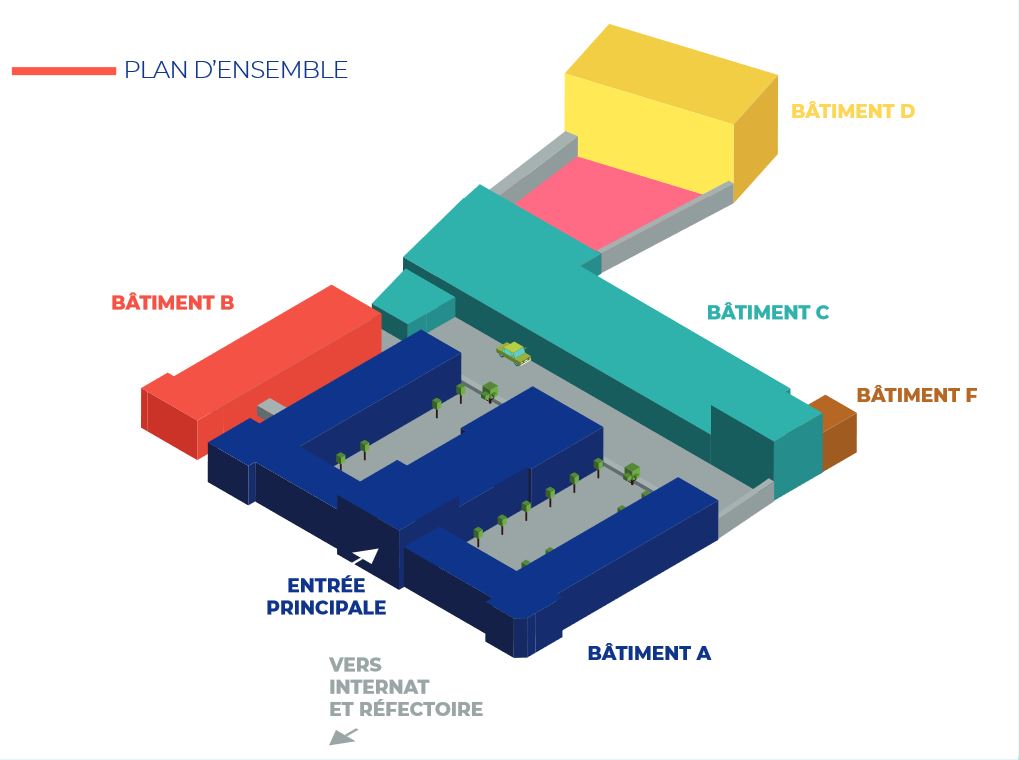 PLAN D'ENSEMBLE
BÂTIMENT D
BÂTIMENT B
BÂTIMENT C
BÂTIMENT F
ENTRÉE
PRINCIPALE
BÂTIMENT A
VERS
INTERNAT
ET RÉFECTOIRE